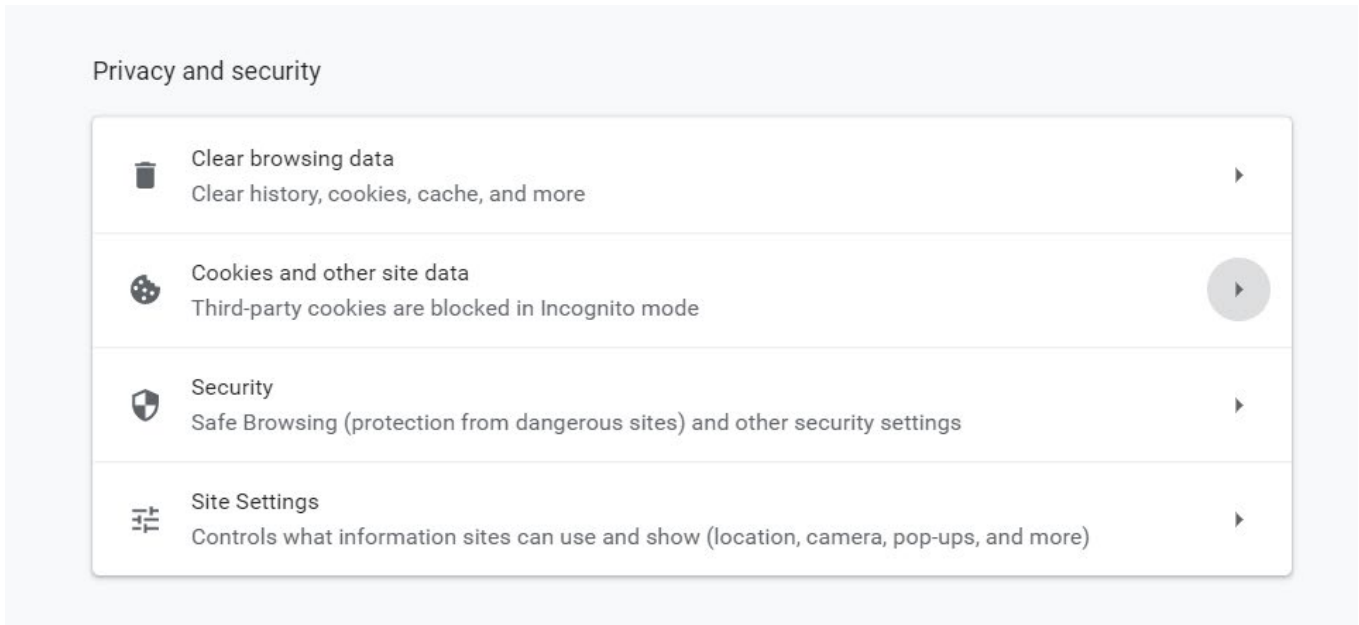 Privacy and security
Clear browsing data
Clear history, cookies, cache, and more
Cookies and other site data
Third-party cookies are blocked in Incognito mode
Security
Safe Browsing (protection from dangerous sites) and other security settings
Site Settings
Controls what information sites can use and show (location, camera, pop-ups, and more)